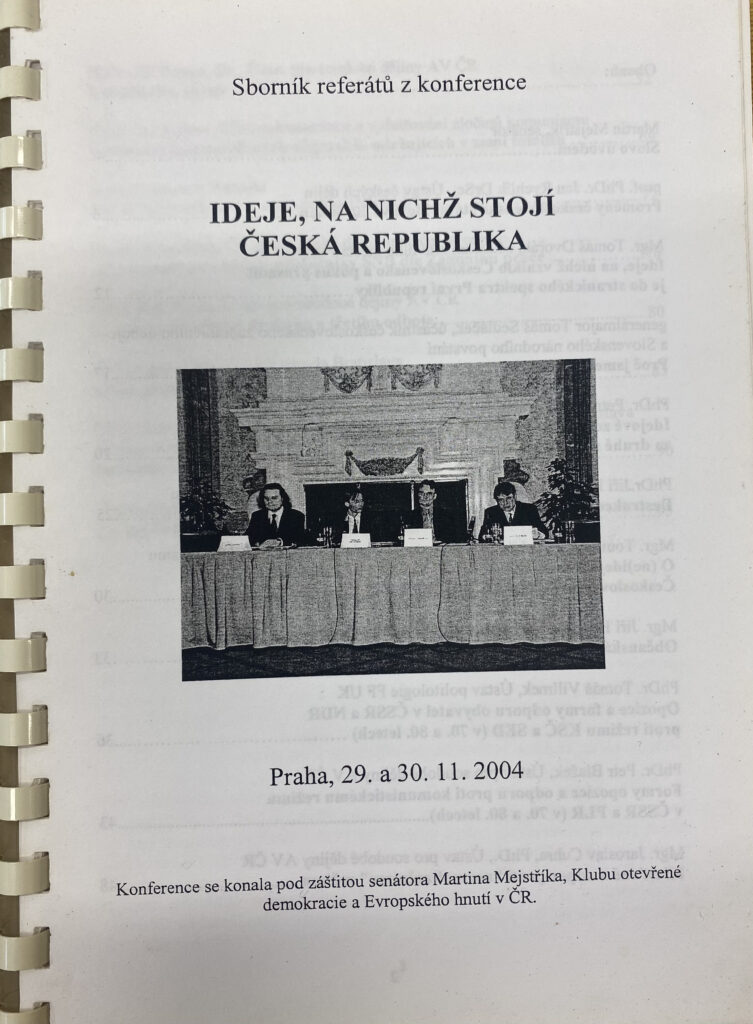 Sborník referátů z konference
IDEJE, NA NICHŽ STOJÍ
ČESKÁ REPUBLIKA
Praha, 29. a 30. 11. 2004
Konference se konala pod záštitou senátora Martina Mejstříka, Klubu otevřené
demokracie a Evropského hnutí v ČR.